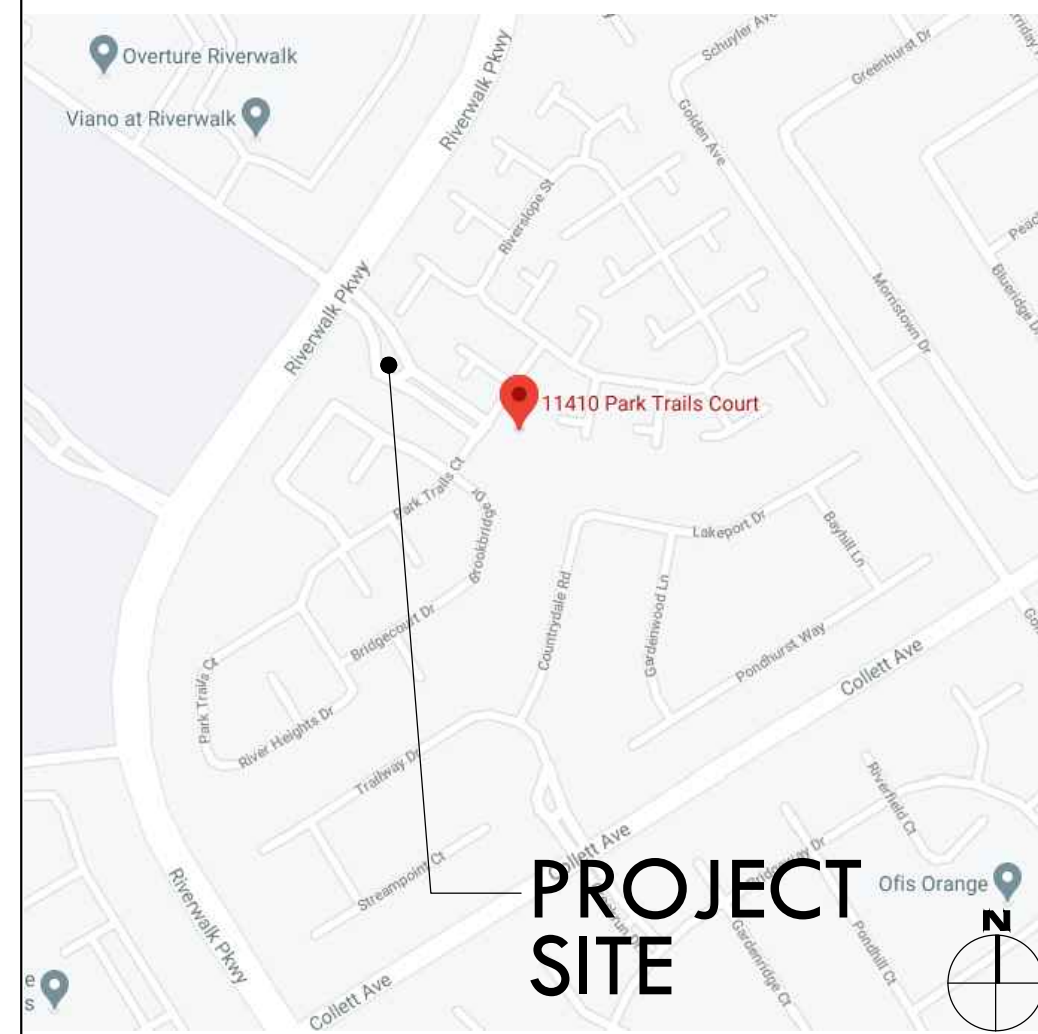 Overture Riverwalk
Viano at Riverwalk
Riverwalk Pkwy
Schuyler Ave
Greenhurst Dr
Golden Ave
Riverslope St
Blueridge
Morristown Dr
Riverwalk Pkwy
11410 Park Trails Court
Park Trails Ct
Brookbridge Dr
Lakeport Dr
Bayhill Ln
Countrydale Rd
Gardenwood Ln
Bridgecourt Dr
Pondhurst Way
Collett Ave
Park Trails Ct
River Heights Dr
Trailway Dr
Riverfield Ct
Streampoint Ct
Collett Ave
Riverwalk Pkwy
PROJECT
SITE
Ofis Orange
N
Gardenridge Ct
Pondhill Ct
Collett Ave